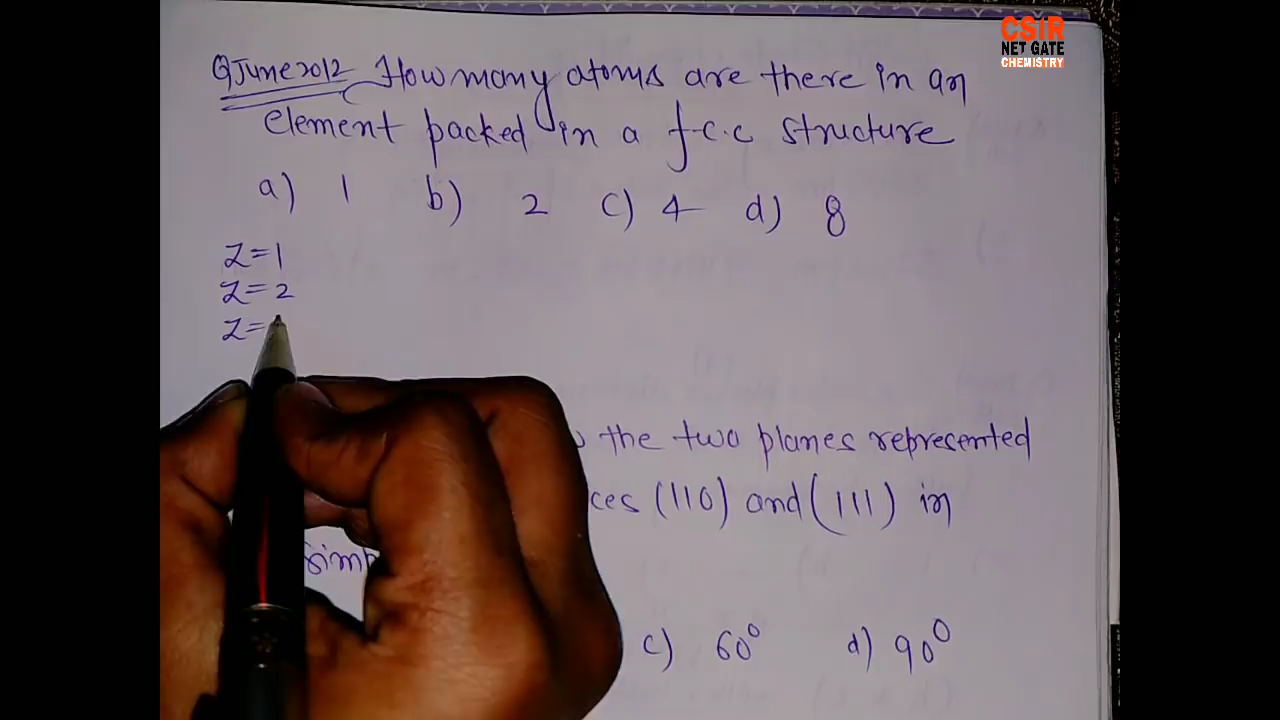 CSIR
NET GATE
CHEMISTRY
Q June 2012 How many atoms are there in an
element packed in a f.c.c structure
a) 1 b) 2 c) 4 d) 8
Z=1
Z=2
Z=
the two planes represented
ces (110) and (111) in
simp
c) 60° d) 90°